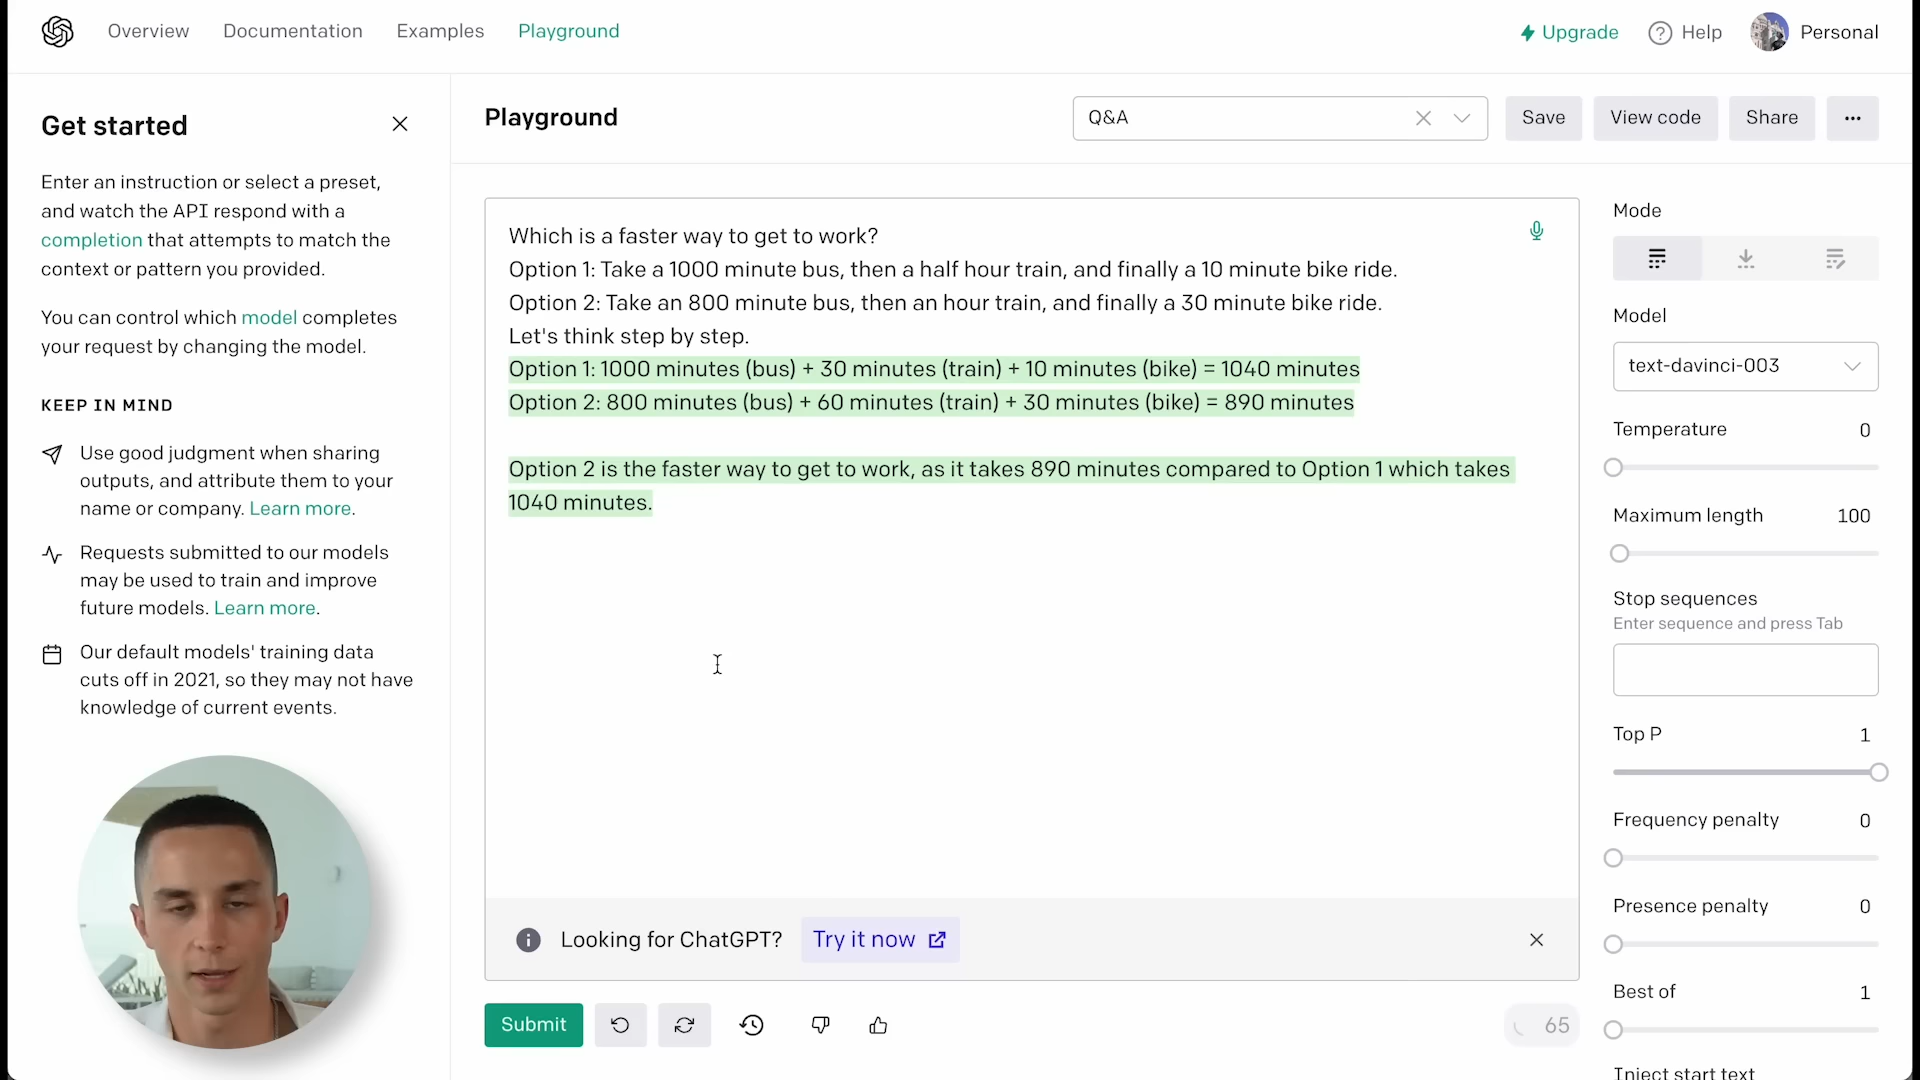 Overview
Documentation
Examples
Playground
Upgrade
Help
Personal
Get started
Enter an instruction or select a preset,
and watch the API respond with a
completion that attempts to match the
context or pattern you provided.
You can control which model completes
your request by changing the model.
KEEP IN MIND
Use good judgment when sharing
outputs, and attribute them to your
name or company. Learn more.
Requests submitted to our models
may be used to train and improve
future models. Learn more.
Our default models' training data
cuts off in 2021, so they may not have
knowledge of current events.
Playground
Q&A
Save
View code
Share
Which is a faster way to get to work?
Option 1: Take a 1000 minute bus, then a half hour train, and finally a 10 minute bike ride.
Option 2: Take an 800 minute bus, then an hour train, and finally a 30 minute bike ride.
Let's think step by step.
Option 1: 1000 minutes (bus) + 30 minutes (train) + 10 minutes (bike) = 1040 minutes
Option 2: 800 minutes (bus) + 60 minutes (train) + 30 minutes (bike) = 890 minutes
Option 2 is the faster way to get to work, as it takes 890 minutes compared to Option 1 which takes
1040 minutes.
Looking for ChatGPT?
Try it now
Submit
65
Mode
Model
text-davinci-003
Temperature 0
Maximum length 100
Stop sequences
Enter sequence and press Tab
Top P 1
Frequency penalty 0
Presence penalty 0
Best of 1
Inject start text